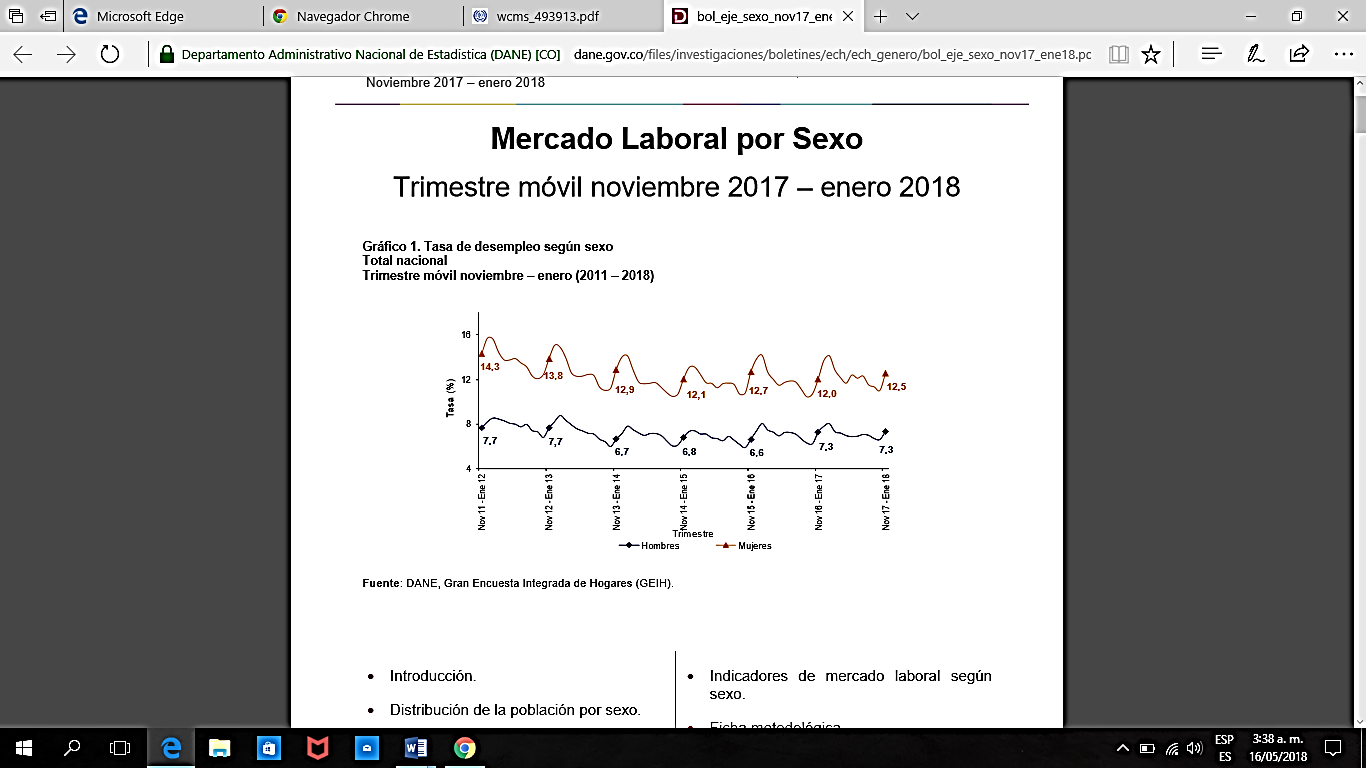 Microsoft Edge
Navegador Chrome
wcms_493913.pdf
bol_eje_sexo_nov17_ene
Departamento Administrativo Nacional de Estadistica (DANE) [CO]
dane.gov.co/files/investigaciones/boletines/ech/ech_genero/bol_eje_sexo_nov17_ene18.pc
Noviembre 2017 – enero 2018
Mercado Laboral por Sexo
Trimestre móvil noviembre 2017 – enero 2018
Gráfico 1. Tasa de desempleo según sexo
Total nacional
Trimestre móvil noviembre – enero (2011 – 2018)
Tasa (%)
16
12
8
4
14,3
13,8
12,9
12,1
12,7
12,0
12,5
7,7
7,7
6,7
6,8
6,6
7,3
7,3
Nov 11 - Ene 12
Nov 12 - Ene 13
Nov 13 - Ene 14
Nov 14 - Ene 15
Nov 15 - Ene 16
Nov 16 - Ene 17
Nov 17 - Ene 18
Trimestre
Hombres
Mujeres
Fuente: DANE, Gran Encuesta Integrada de Hogares (GEIH).
• Introducción.
• Distribución de la población por sexo.
• Indicadores de mercado laboral según
sexo.
• Ficha metodológica
ESP
ES
3:38 a. m.
16/05/2018